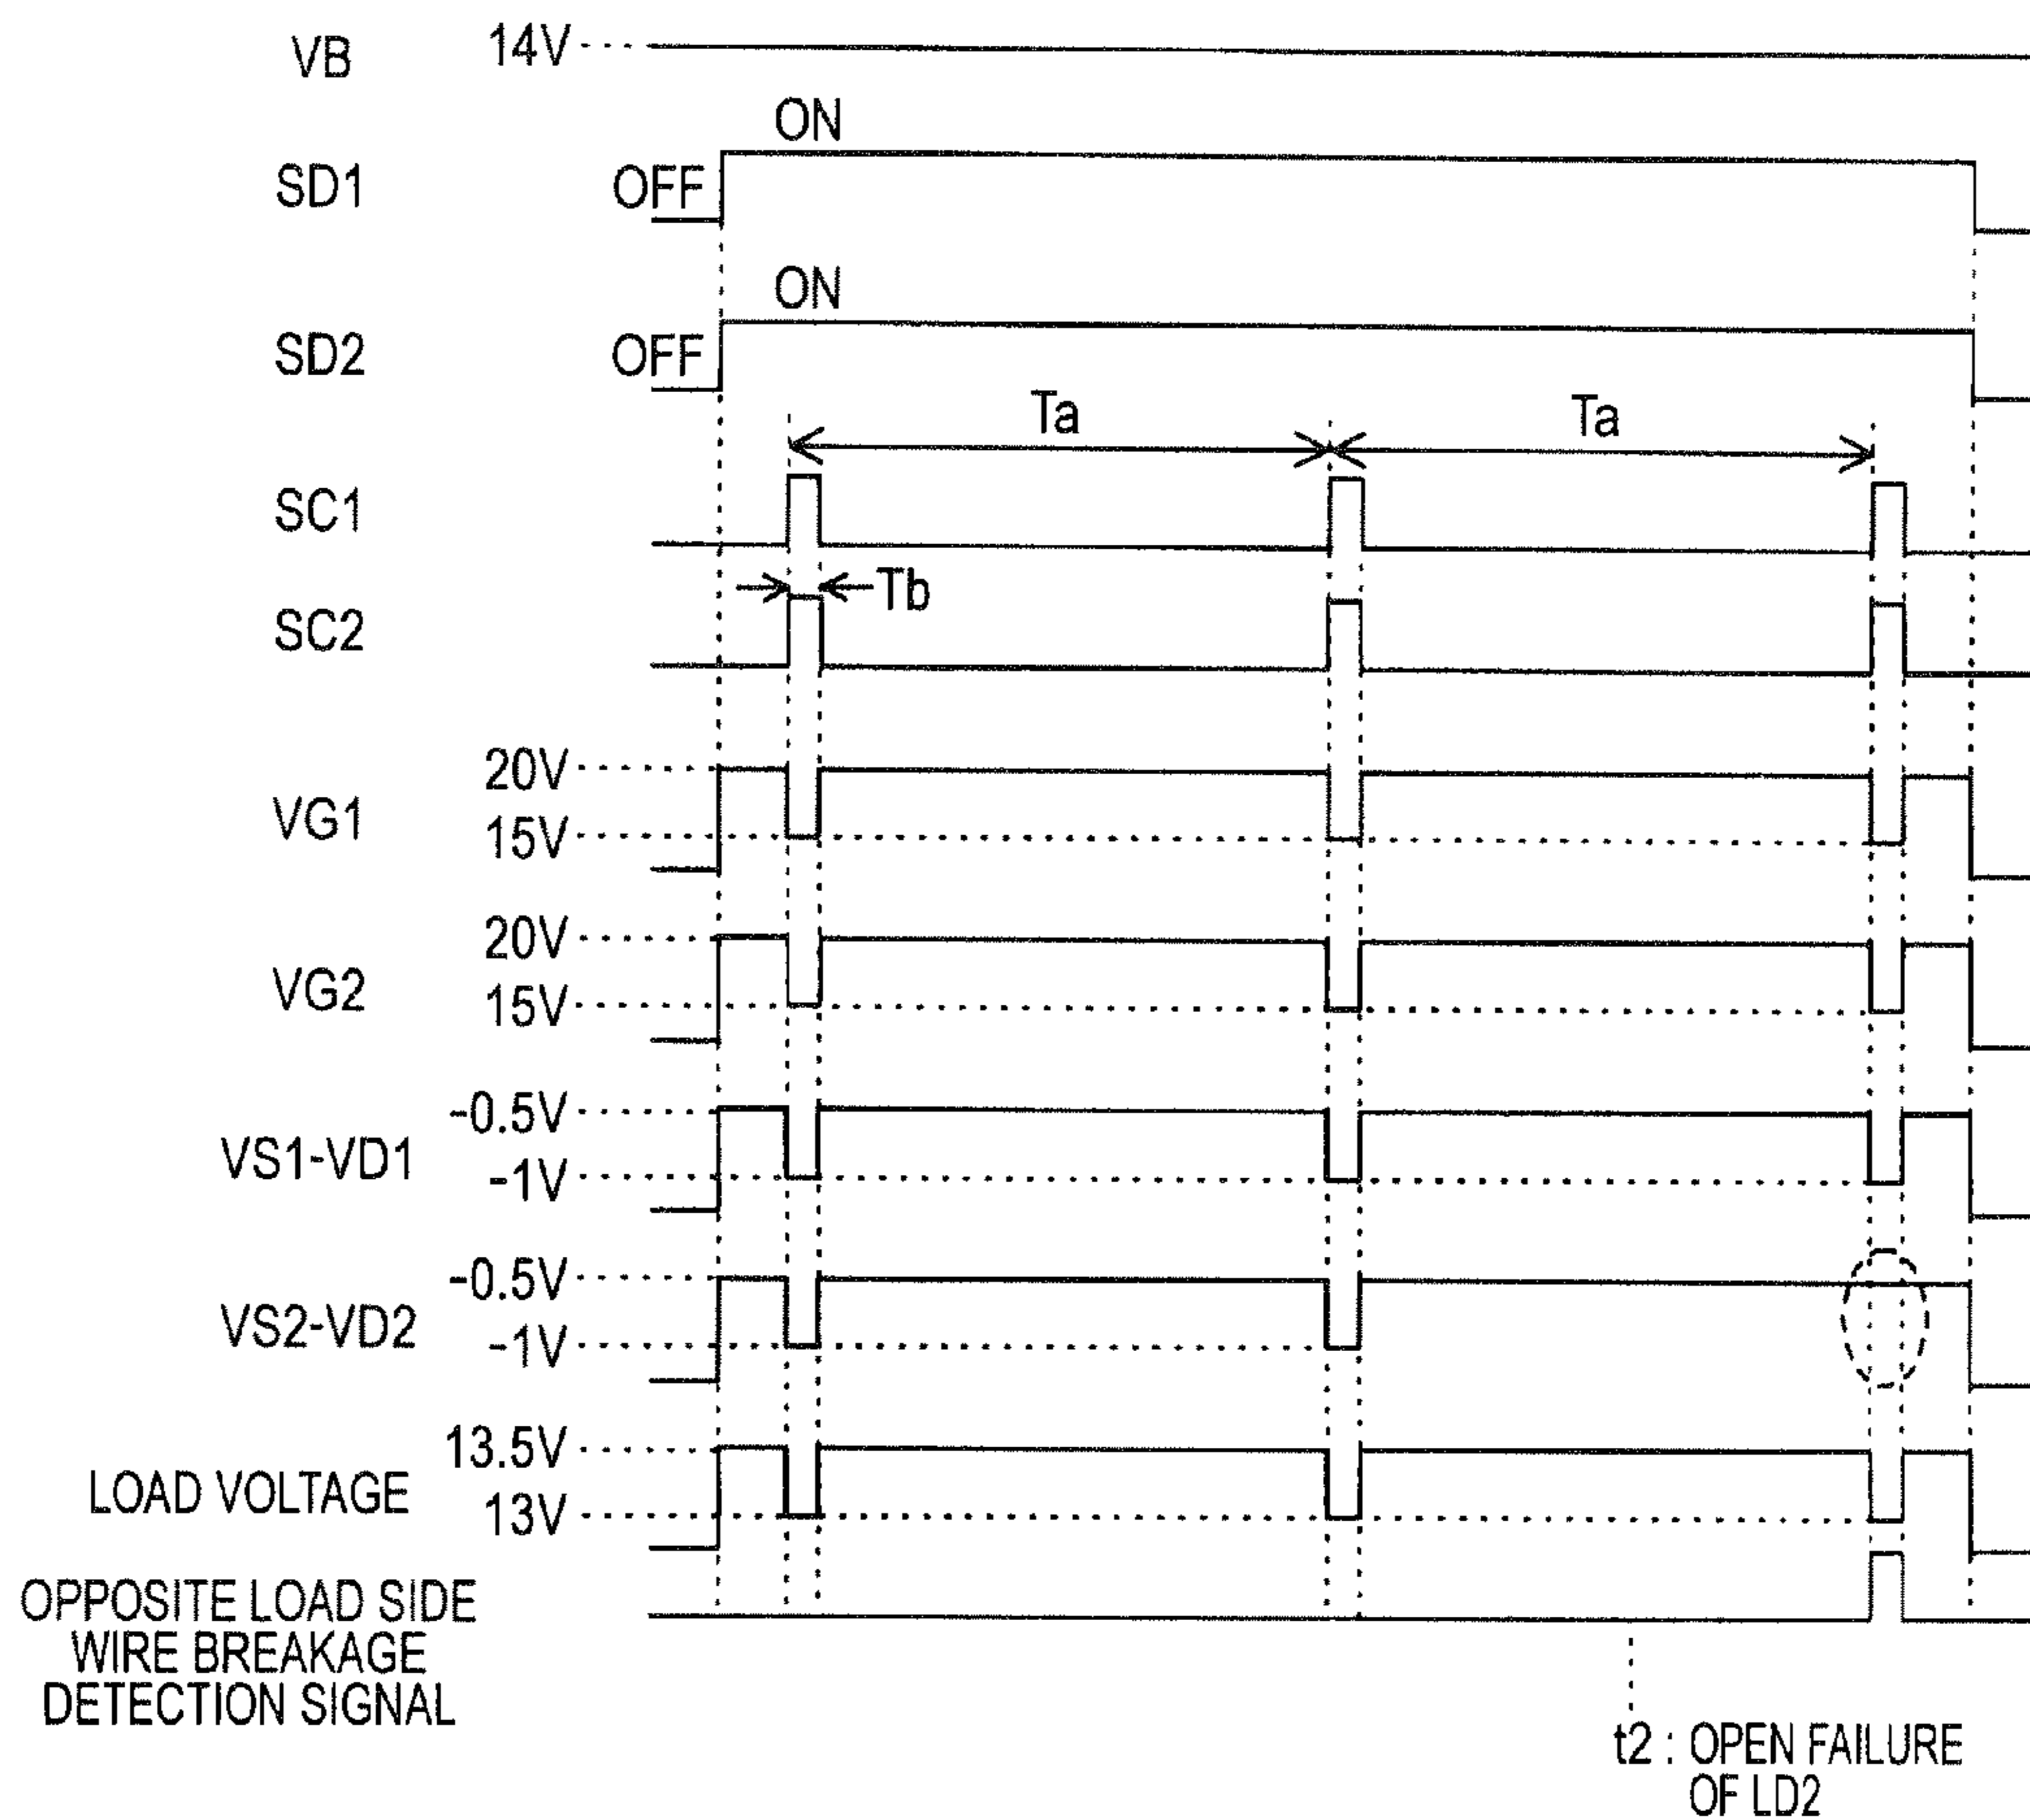 VB 14V
ON
SD1 OFF
ON
SD2 OFF
Ta Ta
SC1
Tb
SC2
20V
VG1
15V
20V
VG2
15V
-0.5V
VS1-VD1
-1V
-0.5V
VS2-VD2
-1V
13.5V
LOAD VOLTAGE
13V
OPPOSITE LOAD SIDE
WIRE BREAKAGE
DETECTION SIGNAL
t2 : OPEN FAILURE
OF LD2